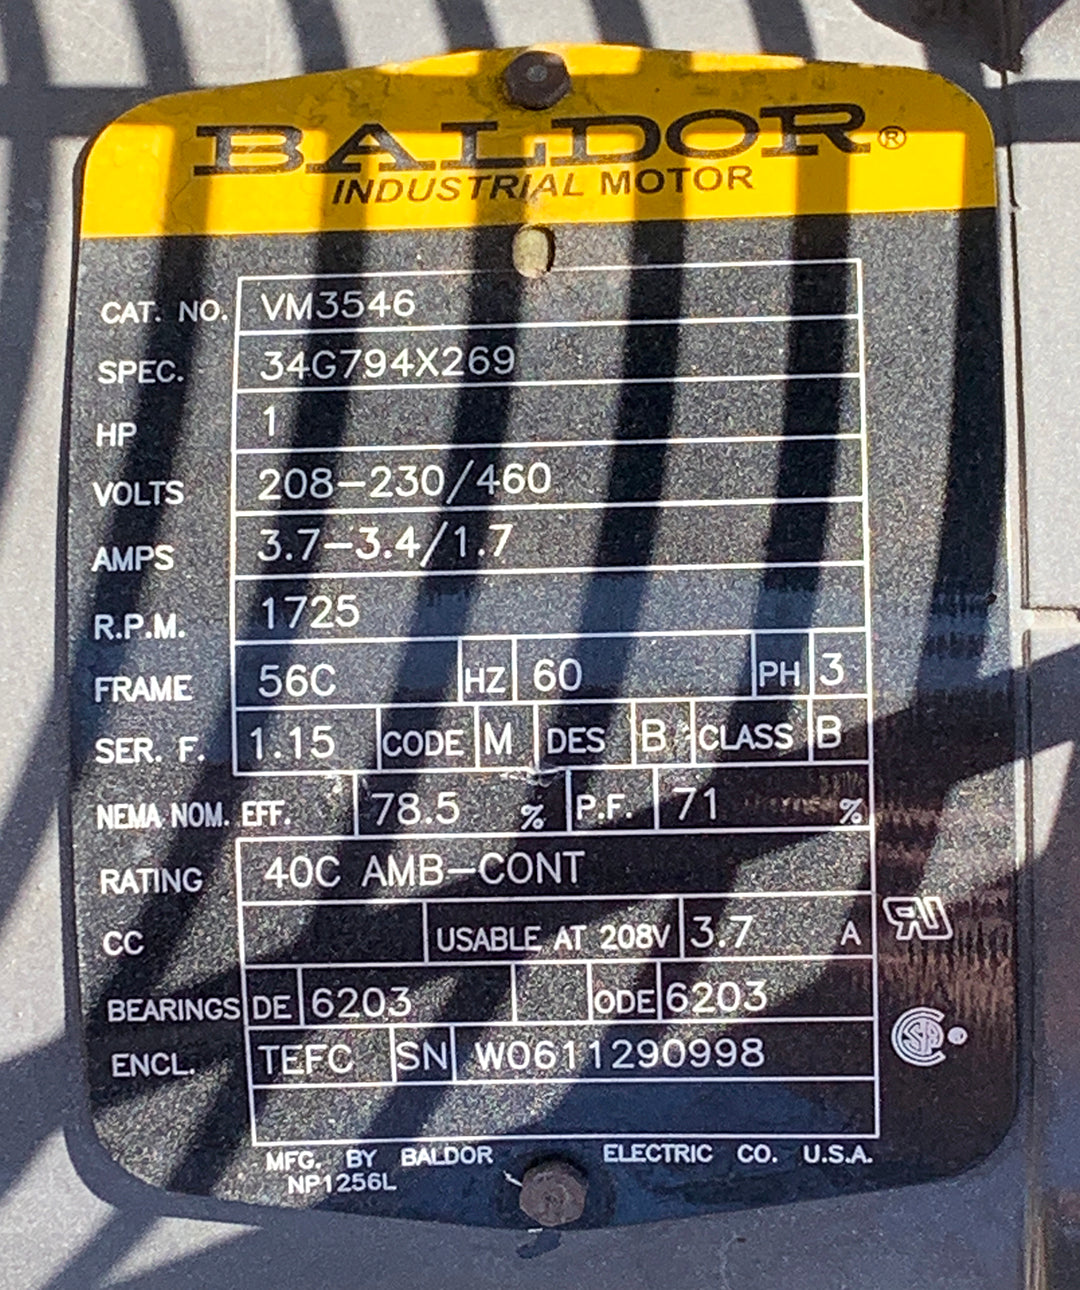 BALDOR®
INDUSTRIAL MOTOR
CAT. NO. VM3546
SPEC. 34G794X269
HP 1
VOLTS 208-230/460
AMPS 3.7-3.4/1.7
R.P.M. 1725
FRAME 56C HZ 60 PH 3
SER. F. 1.15 CODE M DES B CLASS B
NEMA NOM. EFF. 78.5 % P.F. 71 %
RATING 40C AMB-CONT
CC USABLE AT 208V 3.7 A
BEARINGS DE 6203 ODE 6203
ENCL. TEFC SN W0611290998
MFG. BY BALDOR ELECTRIC CO. U.S.A.
NP1256L